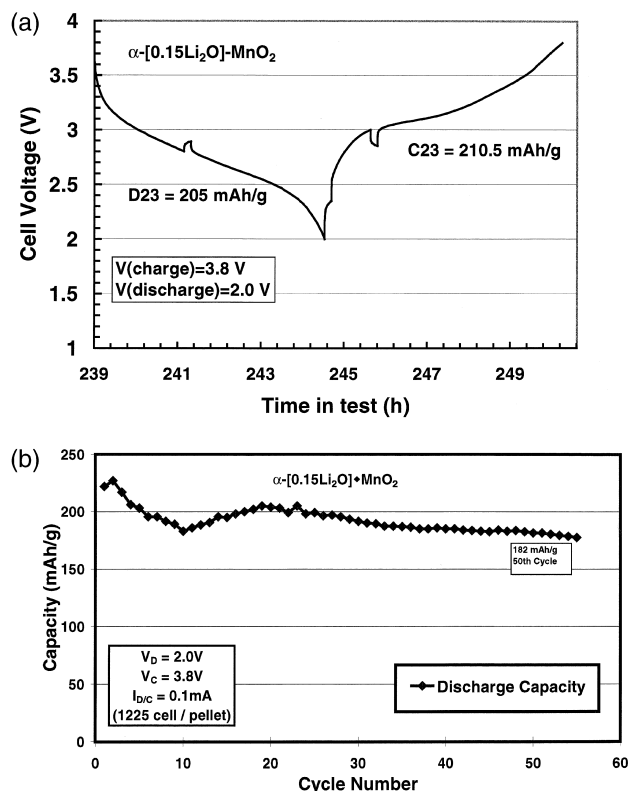 (a)
4
3.5
3
2.5
2
1.5
1
Cell Voltage (V)
α-[0.15Li₂O]-MnO₂
C23 = 210.5 mAh/g
D23 = 205 mAh/g
V(charge)=3.8 V
V(discharge)=2.0 V
239 241 243 245 247 249
Time in test (h)
(b)
250
200
150
100
50
0
Capacity (mAh/g)
α-[0.15Li₂O]◆MnO₂
182 mAh/g
50th Cycle
V_D = 2.0V
V_C = 3.8V
I_D/C = 0.1mA
(1225 cell / pellet)
Discharge Capacity
0 10 20 30 40 50 60
Cycle Number